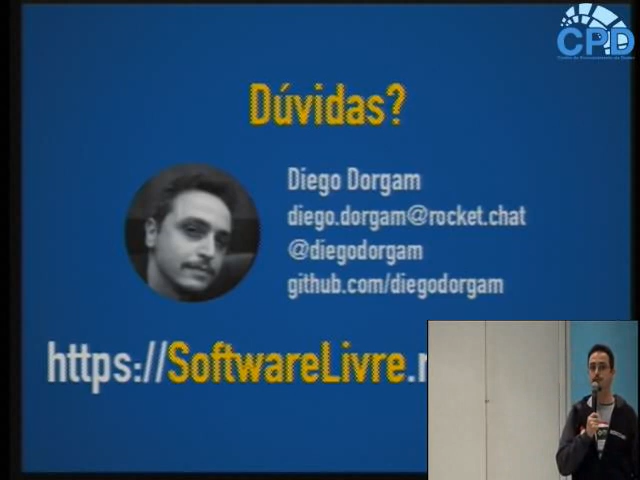 CPD
Dúvidas?
Diego Dorgam
diego.dorgam@rocket.chat
@diegodorgam
github.com/diegodorgam
https://SoftwareLivre.